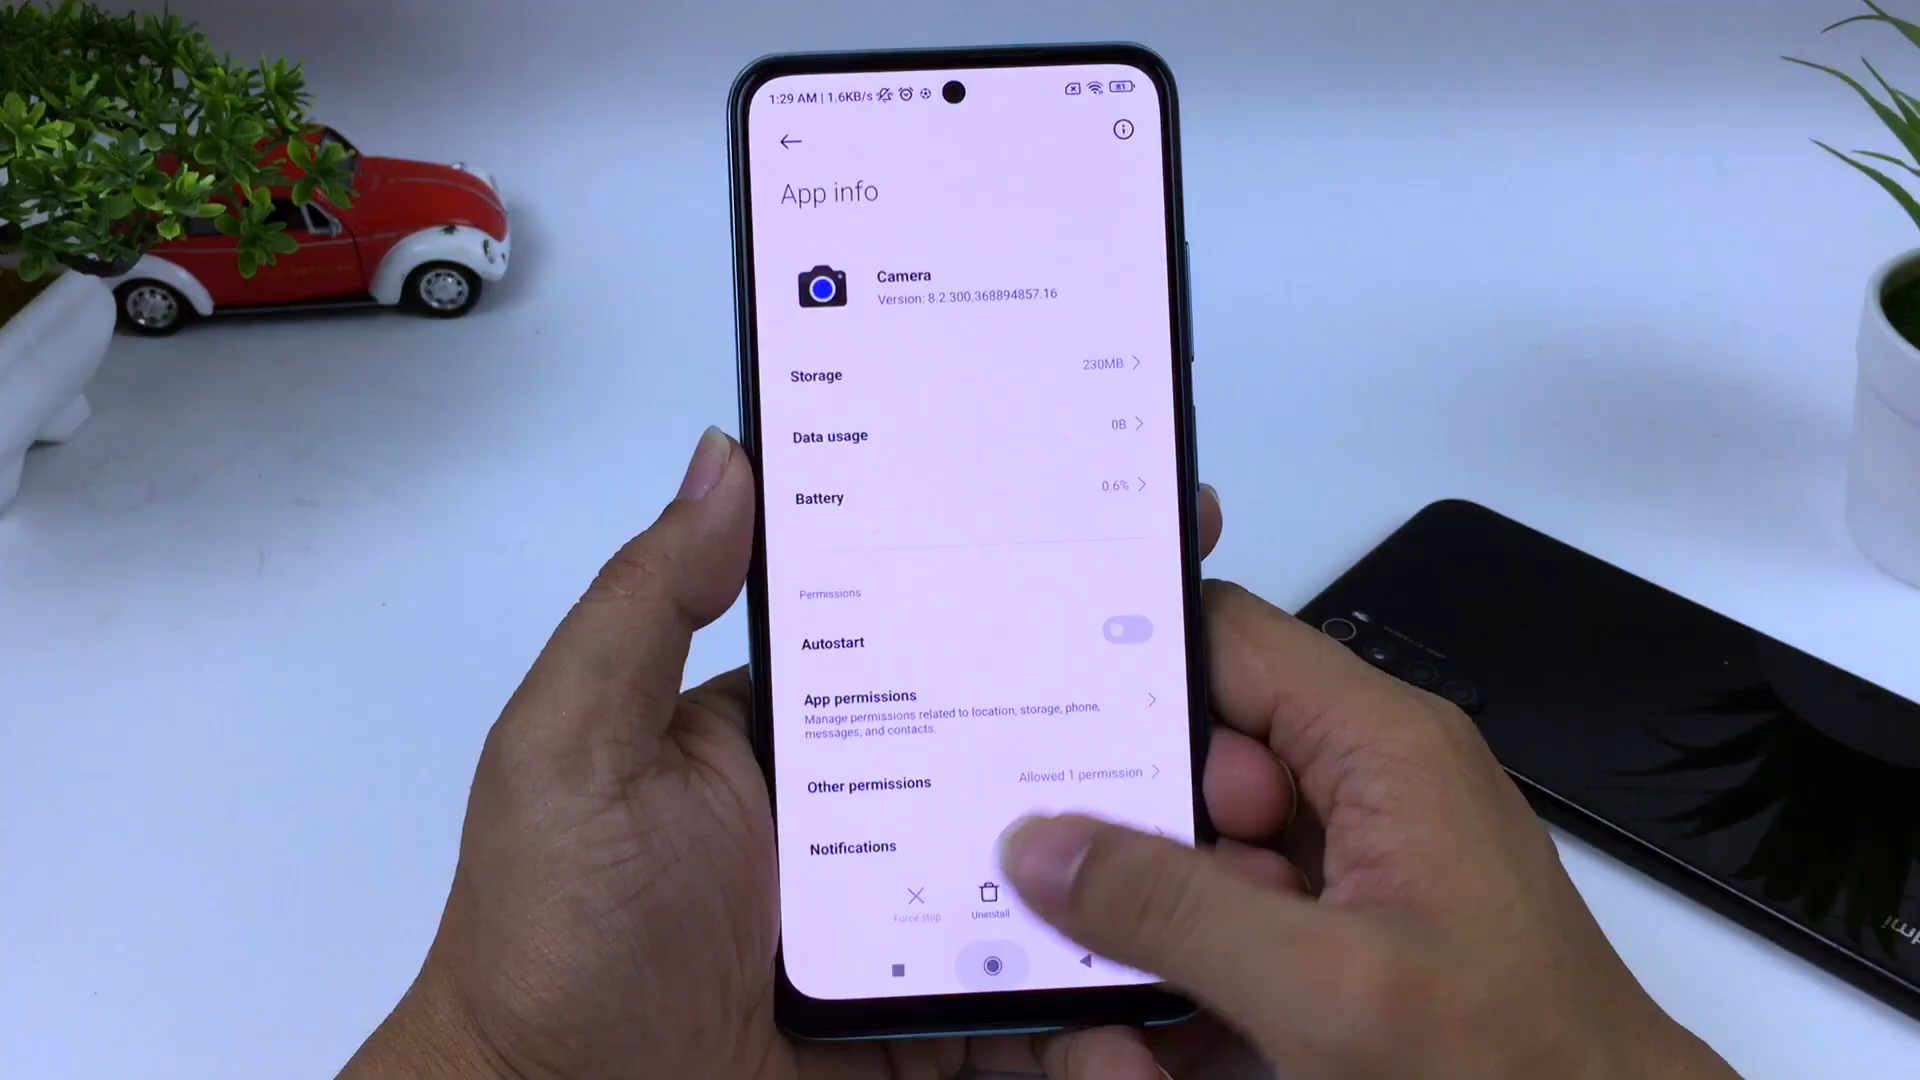 1:29 AM | 1.6KB/s
81
App info
Camera
Version: 8.2.300.368894857.16
Storage
230MB
Data usage
0B
Battery
0.6%
Permissions
Autostart
App permissions
Manage permissions related to location, storage, phone,
messages, and contacts.
Other permissions
Allowed 1 permission
Notifications
Force stop
Uninstall